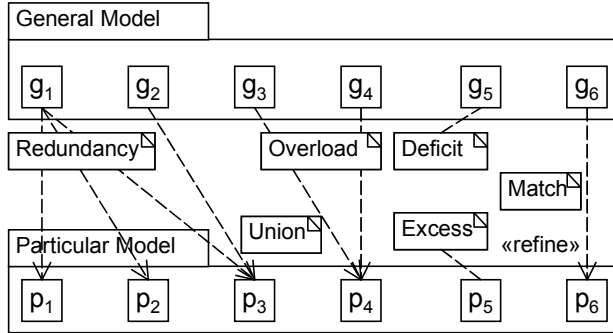 General Model
g₁ g₂ g₃ g₄ g₅ g₆
Redundancy Overload Deficit
Match
Union Excess
Particular Model «refine»
p₁ p₂ p₃ p₄ p₅ p₆